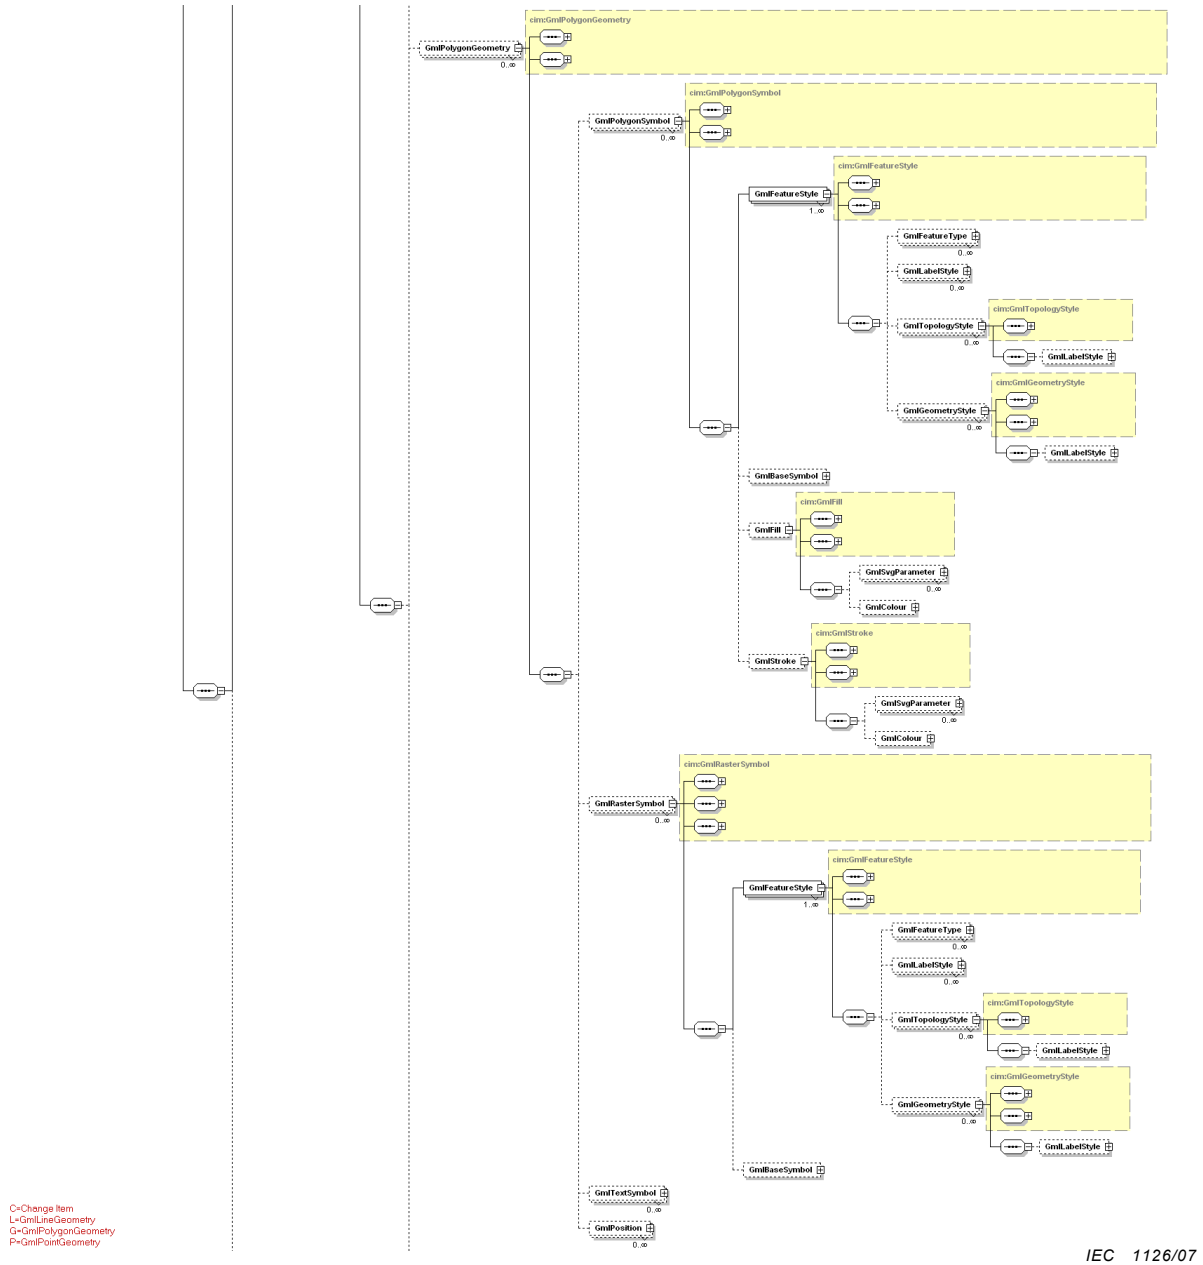 cim:GmlPolygonGeometry
GmlPolygonGeometry
0..∞
cim:GmlPolygonSymbol
GmlPolygonSymbol
0..∞
cim:GmlFeatureStyle
GmlFeatureStyle
1..∞
GmlFeatureType
0..∞
GmlLabelStyle
0..∞
cim:GmlTopologyStyle
GmlTopologyStyle
0..∞
GmlLabelStyle
cim:GmlGeometryStyle
GmlGeometryStyle
0..∞
GmlLabelStyle
GmlBaseSymbol
cim:GmlFill
GmlFill
GmlSvgParameter
0..∞
GmlColour
cim:GmlStroke
GmlStroke
GmlSvgParameter
0..∞
GmlColour
cim:GmlRasterSymbol
GmlRasterSymbol
0..∞
cim:GmlFeatureStyle
GmlFeatureStyle
1..∞
GmlFeatureType
0..∞
GmlLabelStyle
0..∞
cim:GmlTopologyStyle
GmlTopologyStyle
0..∞
GmlLabelStyle
cim:GmlGeometryStyle
GmlGeometryStyle
0..∞
GmlLabelStyle
GmlBaseSymbol
GmlTextSymbol
0..∞
GmlPosition
0..∞
C=Change Item
L=GmlLineGeometry
G=GmlPolygonGeometry
P=GmlPointGeometry
IEC 1126/07